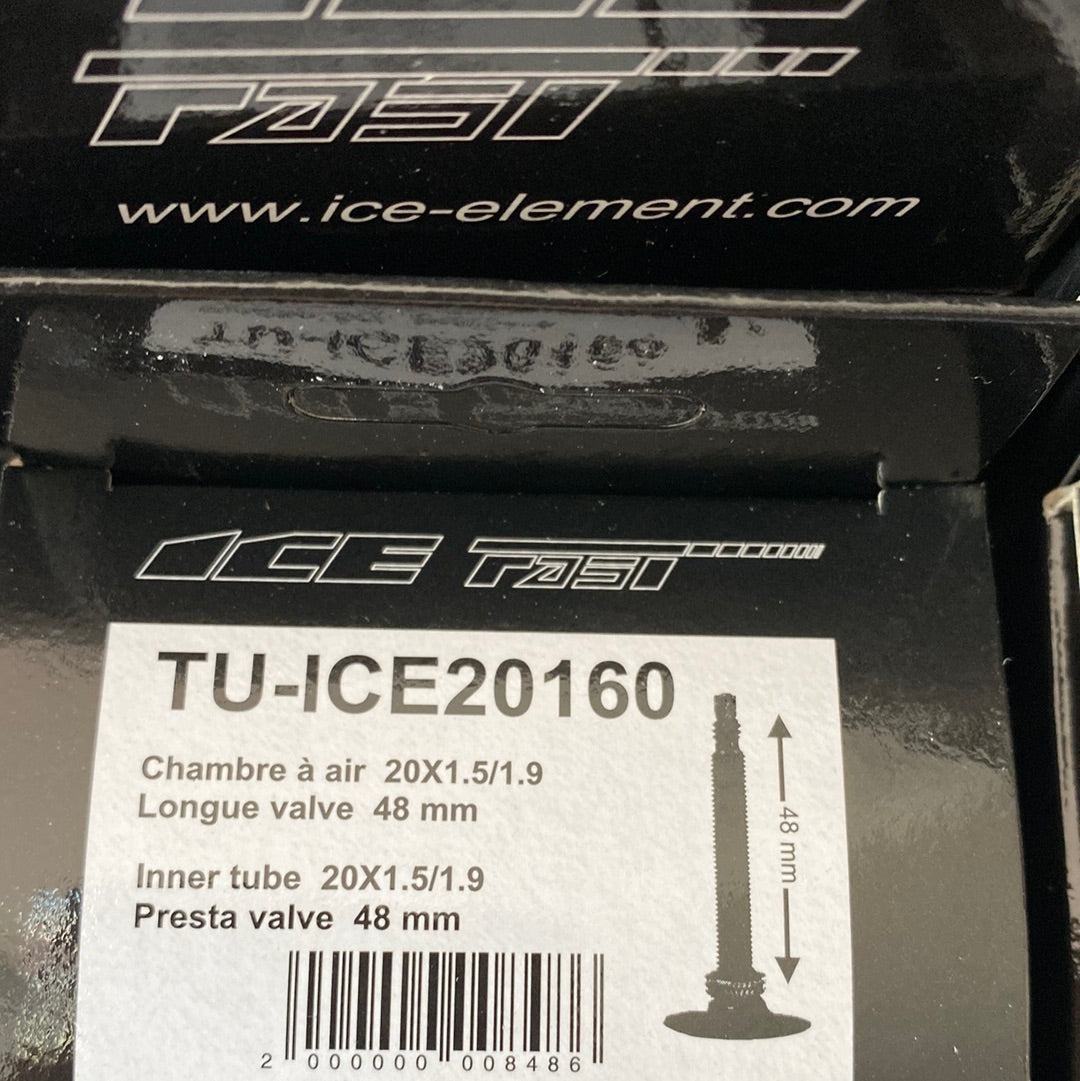 FAST
www.ice-element.com
ICE FAST
TU-ICE20160
Chambre à air 20X1.5/1.9
Longue valve 48 mm
48 mm
Inner tube 20X1.5/1.9
Presta valve 48 mm
2 000000 008486